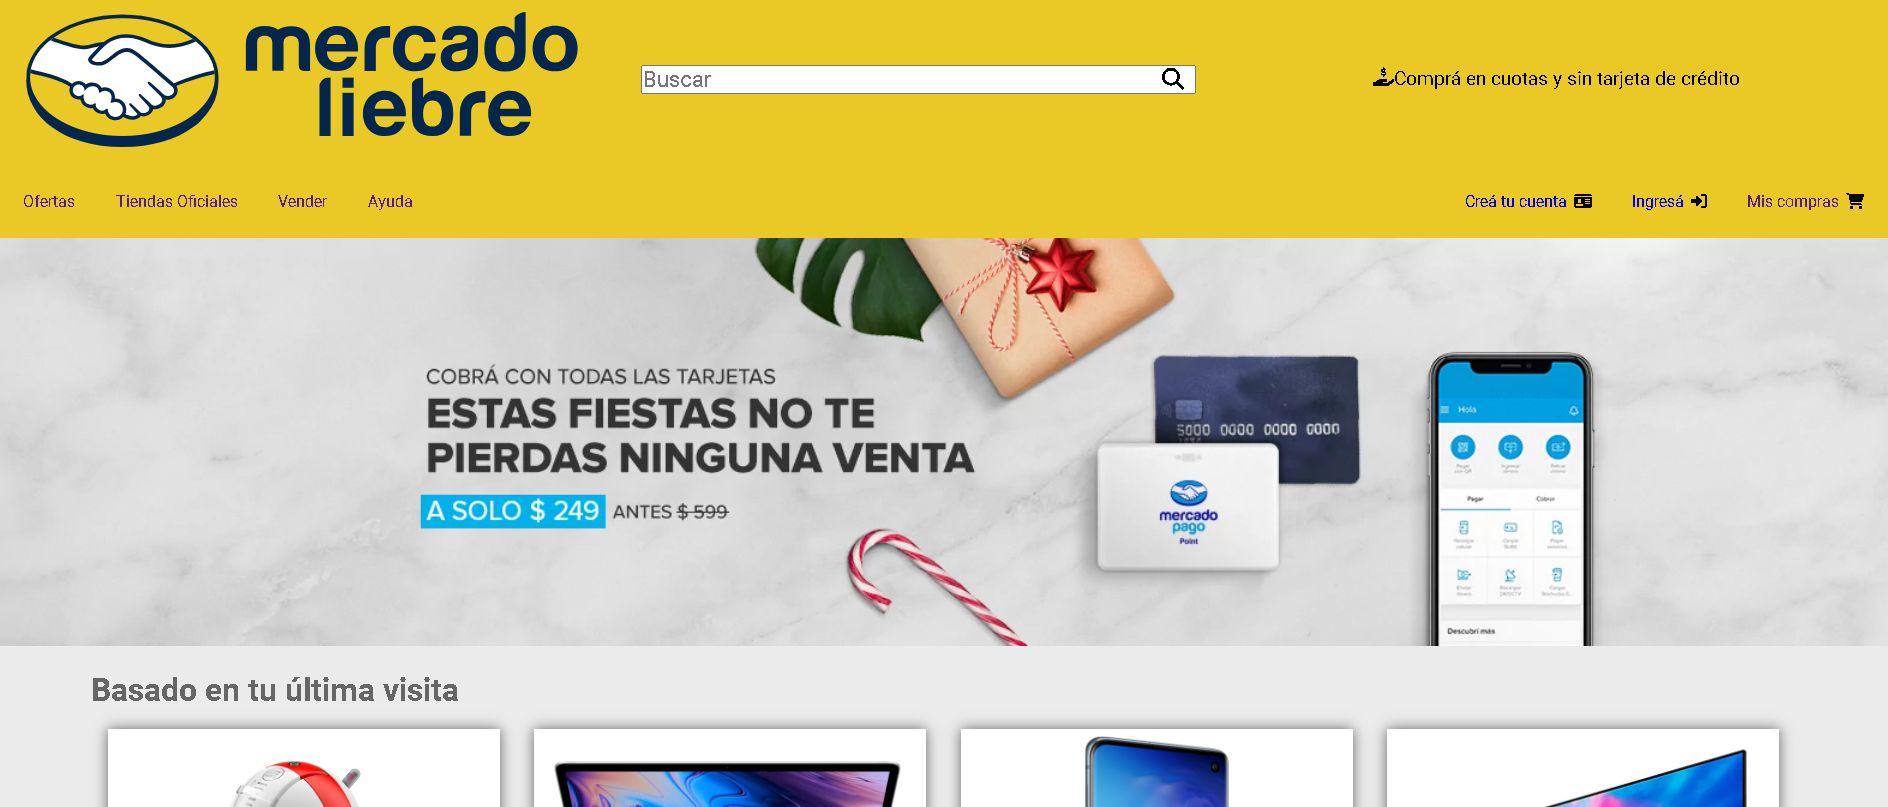 mercado
liebre
Buscar
Comprá en cuotas y sin tarjeta de crédito
Ofertas Tiendas Oficiales Vender Ayuda Creá tu cuenta Ingresá Mis compras
COBRÁ CON TODAS LAS TARJETAS
ESTAS FIESTAS NO TE
PIERDAS NINGUNA VENTA
A SOLO $ 249 ANTES $ 599
5000 0000 0000 0000
mercado
pago
Point
Hola
Pagar Cobrar
Descubrí más
Basado en tu última visita